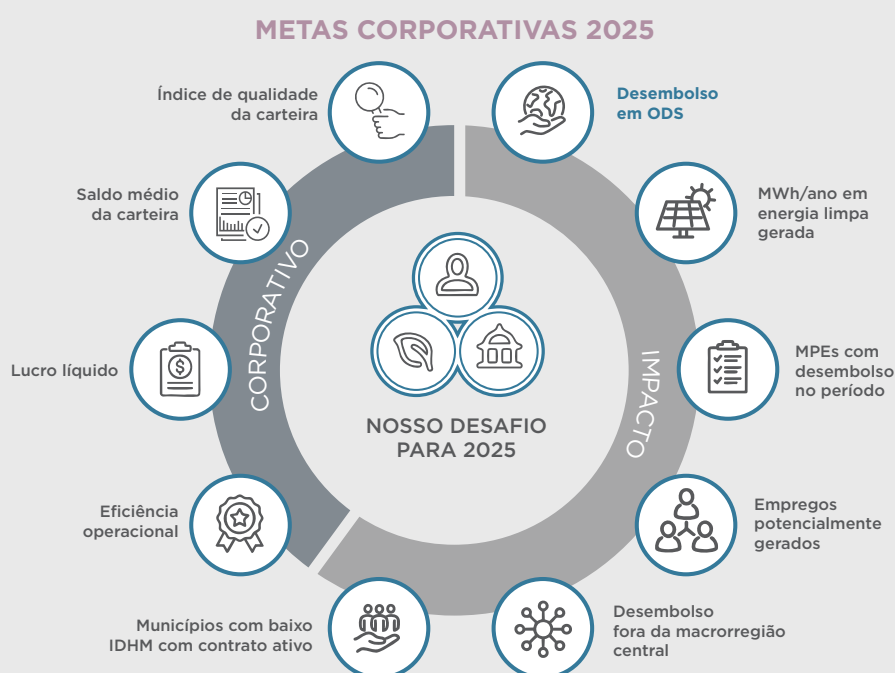 METAS CORPORATIVAS 2025
Índice de qualidade
da carteira
Desembolso
em ODS
Saldo médio
da carteira
MWh/ano em
energia limpa
gerada
CORPORATIVO
IMPACTO
Lucro líquido
$
MPEs com
desembolso
no período
NOSSO DESAFIO
PARA 2025
Eficiência
operacional
Empregos
potencialmente
gerados
Municípios com baixo
IDHM com contrato ativo
Desembolso
fora da macrorregião
central